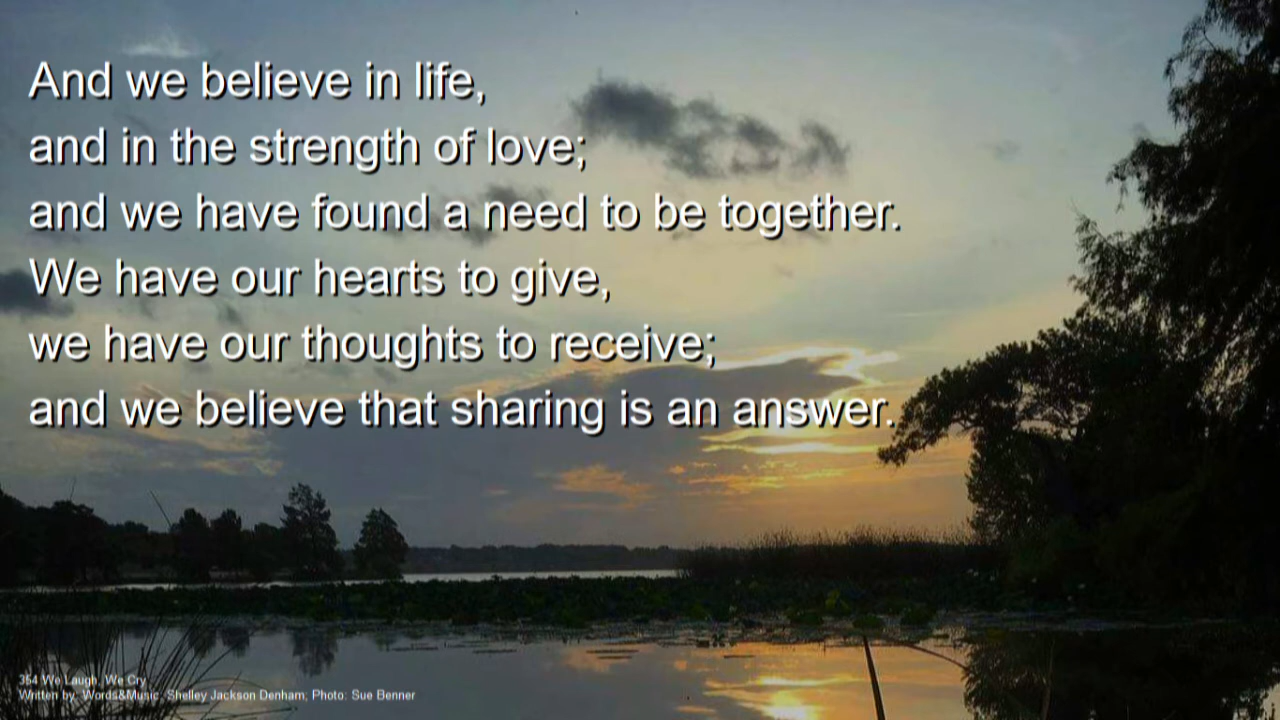 And we believe in life,
and in the strength of love;
and we have found a need to be together.
We have our hearts to give,
we have our thoughts to receive;
and we believe that sharing is an answer.
354 We Laugh, We Cry
Written by: Words&Music: Shelley Jackson Denham; Photo: Sue Benner